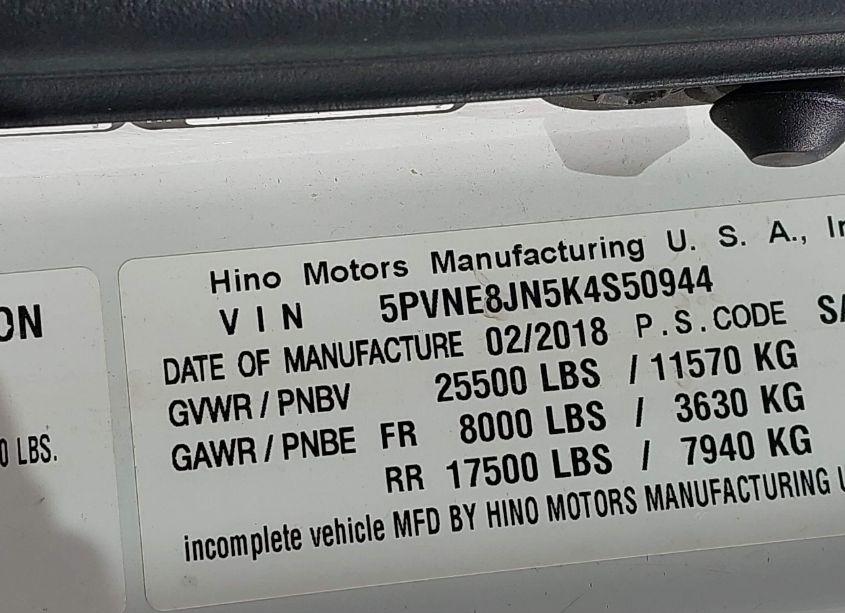 Hino Motors Manufacturing U. S. A.,
VIN 5PVNE8JN5K4S50944
DATE OF MANUFACTURE 02/2018 P.S.CODE
GVWR / PNBV 25500 LBS / 11570 KG
GAWR / PNBE FR 8000 LBS / 3630 KG
RR 17500 LBS / 7940 KG
incomplete vehicle MFD BY HINO MOTORS MANUFACTURING
ON
0 LBS.